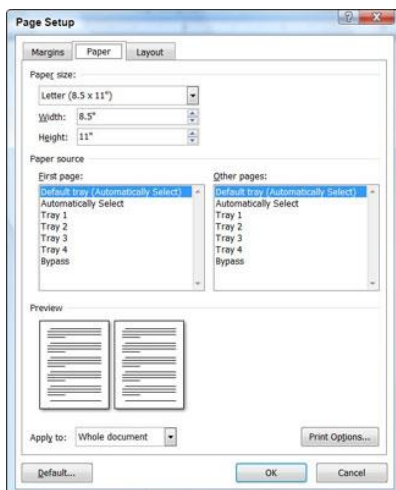 Page Setup
Margins
Paper
Layout
Paper size:
Letter (8.5 x 11")
Width: 8.5"
Height: 11"
Paper source
First page:
Other pages:
Default tray (Automatically Select)
Default tray (Automatically Select)
Automatically Select
Automatically Select
Tray 1
Tray 1
Tray 2
Tray 2
Tray 3
Tray 3
Tray 4
Tray 4
Bypass
Bypass
Preview
Apply to: Whole document
Print Options...
Default...
OK
Cancel